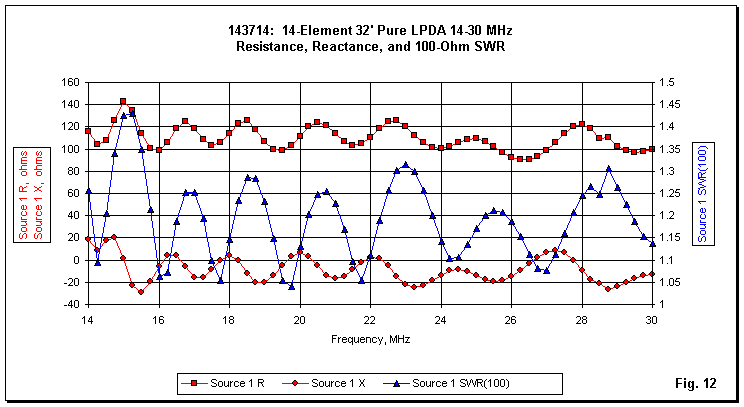 143714: 14-Element 32' Pure LPDA 14-30 MHz
Resistance, Reactance, and 100-Ohm SWR
Source 1 R, ohms
Source 1 X, ohms
160
140
120
100
80
60
40
20
0
-20
-40
1.5
1.45
1.4
1.35
1.3
1.25
1.2
1.15
1.1
1.05
1
Source 1 SWR(100)
14 16 18 20 22 24 26 28 30
Frequency, MHz
Source 1 R Source 1 X Source 1 SWR(100)
Fig. 12